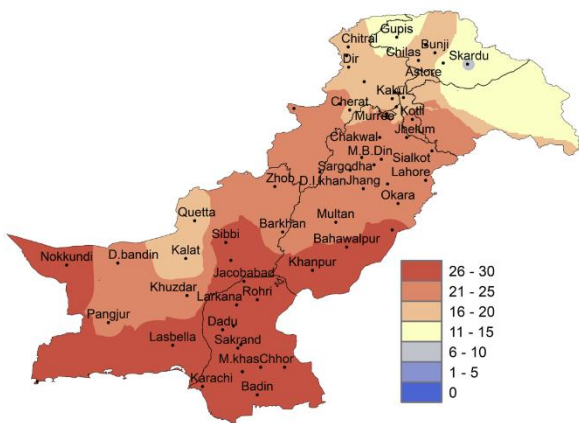 Gupis
Chitral
Bunji
Chilas
Dir
Skardu
Astore
Kakul
Cherat
Kotli
Murree
Chakwal
Jhelum
M.B.Din
Sialkot
Sargodha
Zhob
D.I.khan
Jhang
Lahore
Okara
Quetta
Multan
Barkhan
Sibbi
Bahawalpur
Nokkundi
D.bandin
Kalat
Khanpur
Jacobabad
Khuzdar
Rohri
Larkana
Pangjur
Dadu
Lasbella
Sakrand
M.khas
Chhor
Karachi
Badin
26 - 30
21 - 25
16 - 20
11 - 15
6 - 10
1 - 5
0